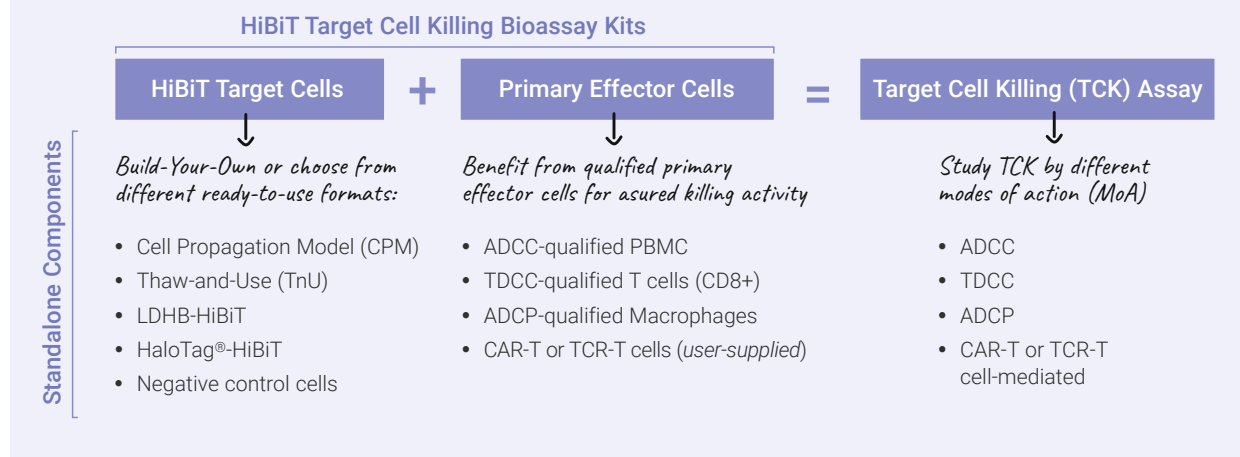 HiBiT Target Cell Killing Bioassay Kits
HiBiT Target Cells
+
Primary Effector Cells
=
Target Cell Killing (TCK) Assay
Standalone Components
Build-Your-Own or choose from
different ready-to-use formats:
• Cell Propagation Model (CPM)
• Thaw-and-Use (TnU)
• LDHB-HiBiT
• HaloTag®-HiBiT
• Negative control cells
Benefit from qualified primary
effector cells for asured killing activity
• ADCC-qualified PBMC
• TDCC-qualified T cells (CD8+)
• ADCP-qualified Macrophages
• CAR-T or TCR-T cells (user-supplied)
Study TCK by different
modes of action (MoA)
• ADCC
• TDCC
• ADCP
• CAR-T or TCR-T
cell-mediated